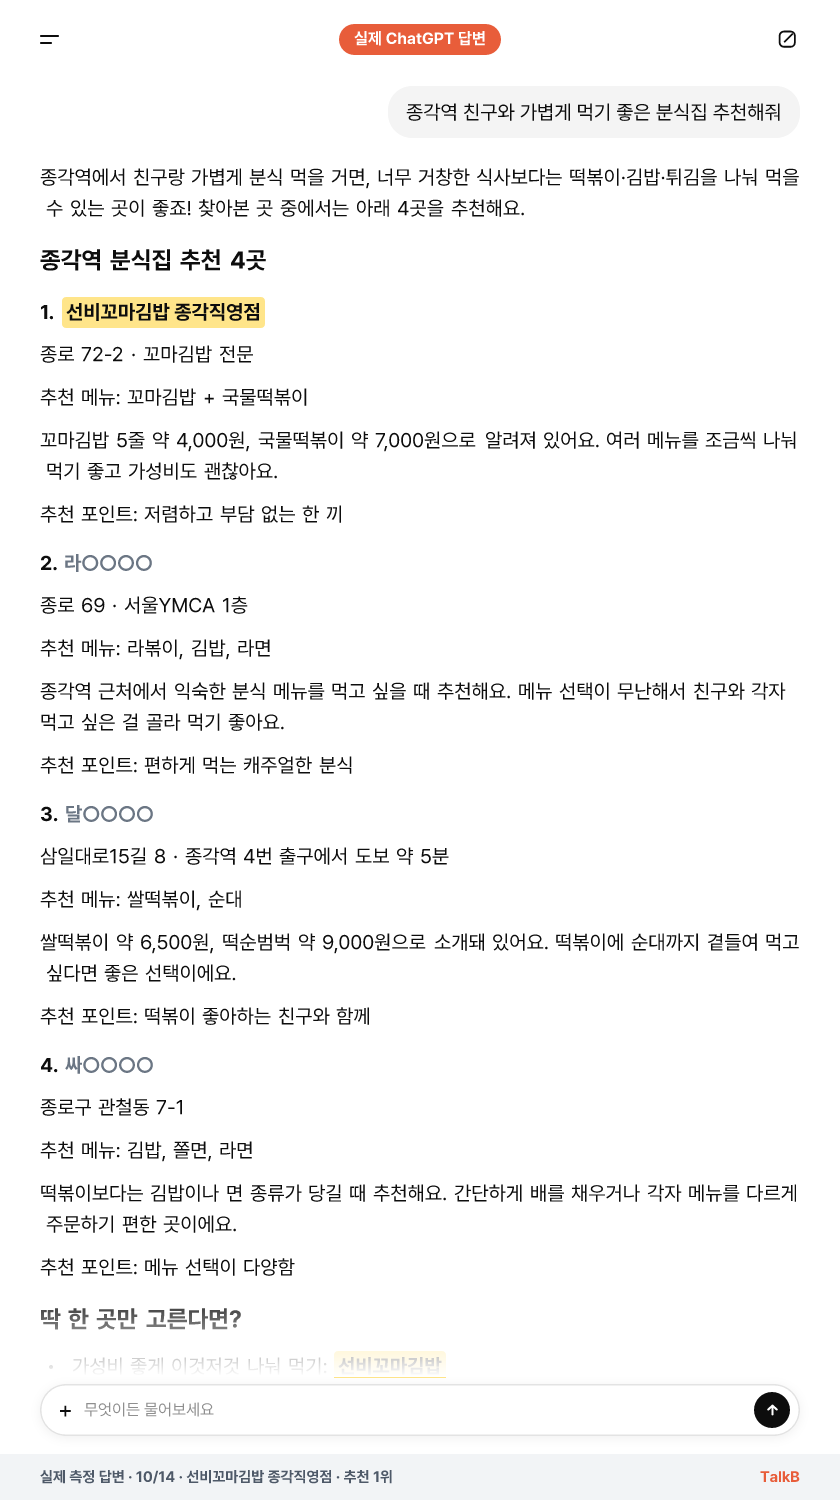 실제 ChatGPT 답변
종각역 친구와 가볍게 먹기 좋은 분식집 추천해줘
종각역에서 친구랑 가볍게 분식 먹을 거면, 너무 거창한 식사보다는 떡볶이·김밥·튀김을 나눠 먹을
수 있는 곳이 좋죠! 찾아본 곳 중에서는 아래 4곳을 추천해요.
종각역 분식집 추천 4곳
1. 선비꼬마김밥 종각직영점
종로 72-2 · 꼬마김밥 전문
추천 메뉴: 꼬마김밥 + 국물떡볶이
꼬마김밥 5줄 약 4,000원, 국물떡볶이 약 7,000원으로 알려져 있어요. 여러 메뉴를 조금씩 나눠
먹기 좋고 가성비도 괜찮아요.
추천 포인트: 저렴하고 부담 없는 한 끼
2. 라○○○○
종로 69 · 서울YMCA 1층
추천 메뉴: 라볶이, 김밥, 라면
종각역 근처에서 익숙한 분식 메뉴를 먹고 싶을 때 추천해요. 메뉴 선택이 무난해서 친구와 각자
먹고 싶은 걸 골라 먹기 좋아요.
추천 포인트: 편하게 먹는 캐주얼한 분식
3. 달○○○○
삼일대로15길 8 · 종각역 4번 출구에서 도보 약 5분
추천 메뉴: 쌀떡볶이, 순대
쌀떡볶이 약 6,500원, 떡순범벅 약 9,000원으로 소개돼 있어요. 떡볶이에 순대까지 곁들여 먹고
싶다면 좋은 선택이에요.
추천 포인트: 떡볶이 좋아하는 친구와 함께
4. 싸○○○○
종로구 관철동 7-1
추천 메뉴: 김밥, 쫄면, 라면
떡볶이보다는 김밥이나 면 종류가 당길 때 추천해요. 간단하게 배를 채우거나 각자 메뉴를 다르게
주문하기 편한 곳이에요.
추천 포인트: 메뉴 선택이 다양함
딱 한 곳만 고른다면?
• 가성비 좋게 이것저것 나눠 먹기: 선비꼬마김밥
무엇이든 물어보세요
실제 측정 답변 · 10/14 · 선비꼬마김밥 종각직영점 · 추천 1위
TalkB